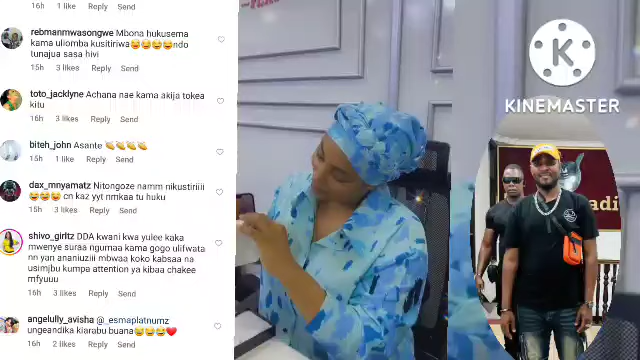 16h 1 like Reply Send
rebmanmwasongwe Mbona hukusema
kama uliomba kusitiriwa😅😅😅😅ndo
tunajua sasa hivi
15h 3 likes Reply Send
toto_jacklyne Achana nae kama akija tokea
kitu
16h 3 likes Reply Send
biteh_john Asante 👏👏👏👏
15h 1 like Reply Send
dax_mnyamatz Nitongoze namm nikustiriiii
😂😂😂 cn kaz yyt nmkaa tu huku
15h 3 likes Reply Send
shivo_girltz DDA kwani kwa yulee kaka
mwenye suraa ngumaa kama gogo ulifwata
nn yan ananiuziii mbwaa koko kabsaa na
usimjbu kumpa attention ya kibaa chakee
mfyuuu
16h 3 likes Reply Send
angelully_avisha @_esmaplatnumz
ungeandika kiarabu buana😂😂😂❤️
16h 2 likes Reply Send
K
KINEMASTER
adi